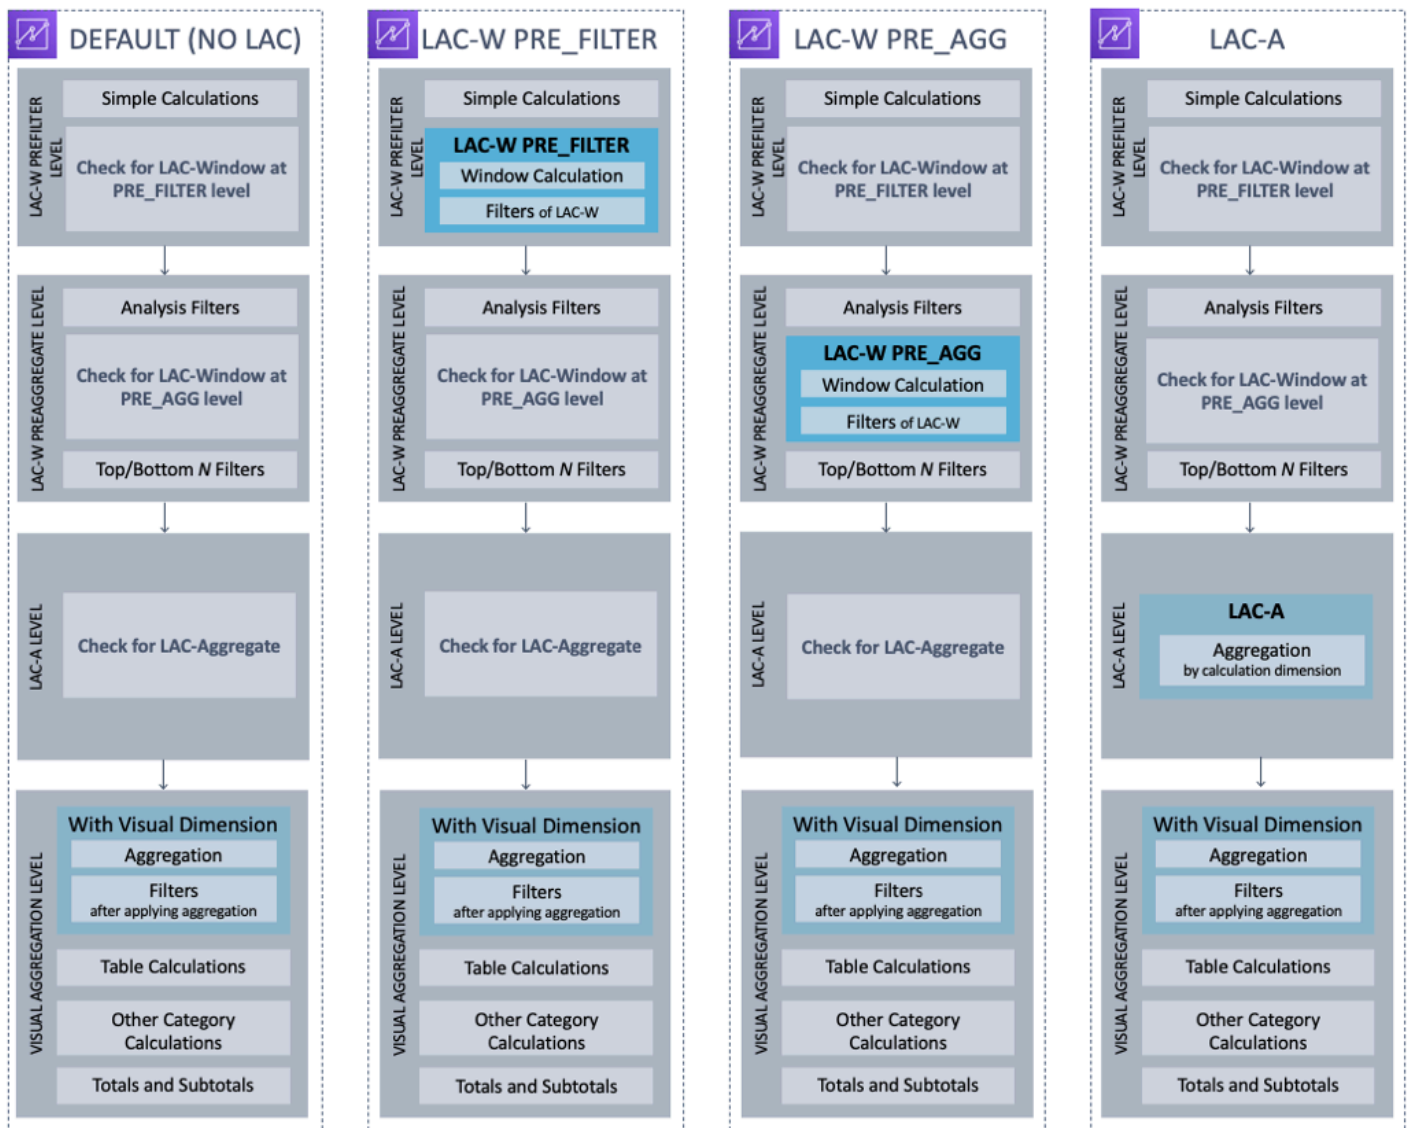 DEFAULT (NO LAC)
LAC-W PREFILTER
LEVEL
Simple Calculations
Check for LAC-Window at
PRE_FILTER level
LAC-W PREAGGREGATE LEVEL
Analysis Filters
Check for LAC-Window at
PRE_AGG level
Top/Bottom N Filters
LAC-A LEVEL
Check for LAC-Aggregate
VISUAL AGGREGATION LEVEL
With Visual Dimension
Aggregation
Filters
after applying aggregation
Table Calculations
Other Category
Calculations
Totals and Subtotals
LAC-W PRE_FILTER
LAC-W PREFILTER
LEVEL
Simple Calculations
LAC-W PRE_FILTER
Window Calculation
Filters of LAC-W
LAC-W PREAGGREGATE LEVEL
Analysis Filters
Check for LAC-Window at
PRE_AGG level
Top/Bottom N Filters
LAC-A LEVEL
Check for LAC-Aggregate
VISUAL AGGREGATION LEVEL
With Visual Dimension
Aggregation
Filters
after applying aggregation
Table Calculations
Other Category
Calculations
Totals and Subtotals
LAC-W PRE_AGG
LAC-W PREFILTER
LEVEL
Simple Calculations
Check for LAC-Window at
PRE_FILTER level
LAC-W PREAGGREGATE LEVEL
Analysis Filters
LAC-W PRE_AGG
Window Calculation
Filters of LAC-W
Top/Bottom N Filters
LAC-A LEVEL
Check for LAC-Aggregate
VISUAL AGGREGATION LEVEL
With Visual Dimension
Aggregation
Filters
after applying aggregation
Table Calculations
Other Category
Calculations
Totals and Subtotals
LAC-A
LAC-W PREFILTER
LEVEL
Simple Calculations
Check for LAC-Window at
PRE_FILTER level
LAC-W PREAGGREGATE LEVEL
Analysis Filters
Check for LAC-Window at
PRE_AGG level
Top/Bottom N Filters
LAC-A LEVEL
LAC-A
Aggregation
by calculation dimension
VISUAL AGGREGATION LEVEL
With Visual Dimension
Aggregation
Filters
after applying aggregation
Table Calculations
Other Category
Calculations
Totals and Subtotals